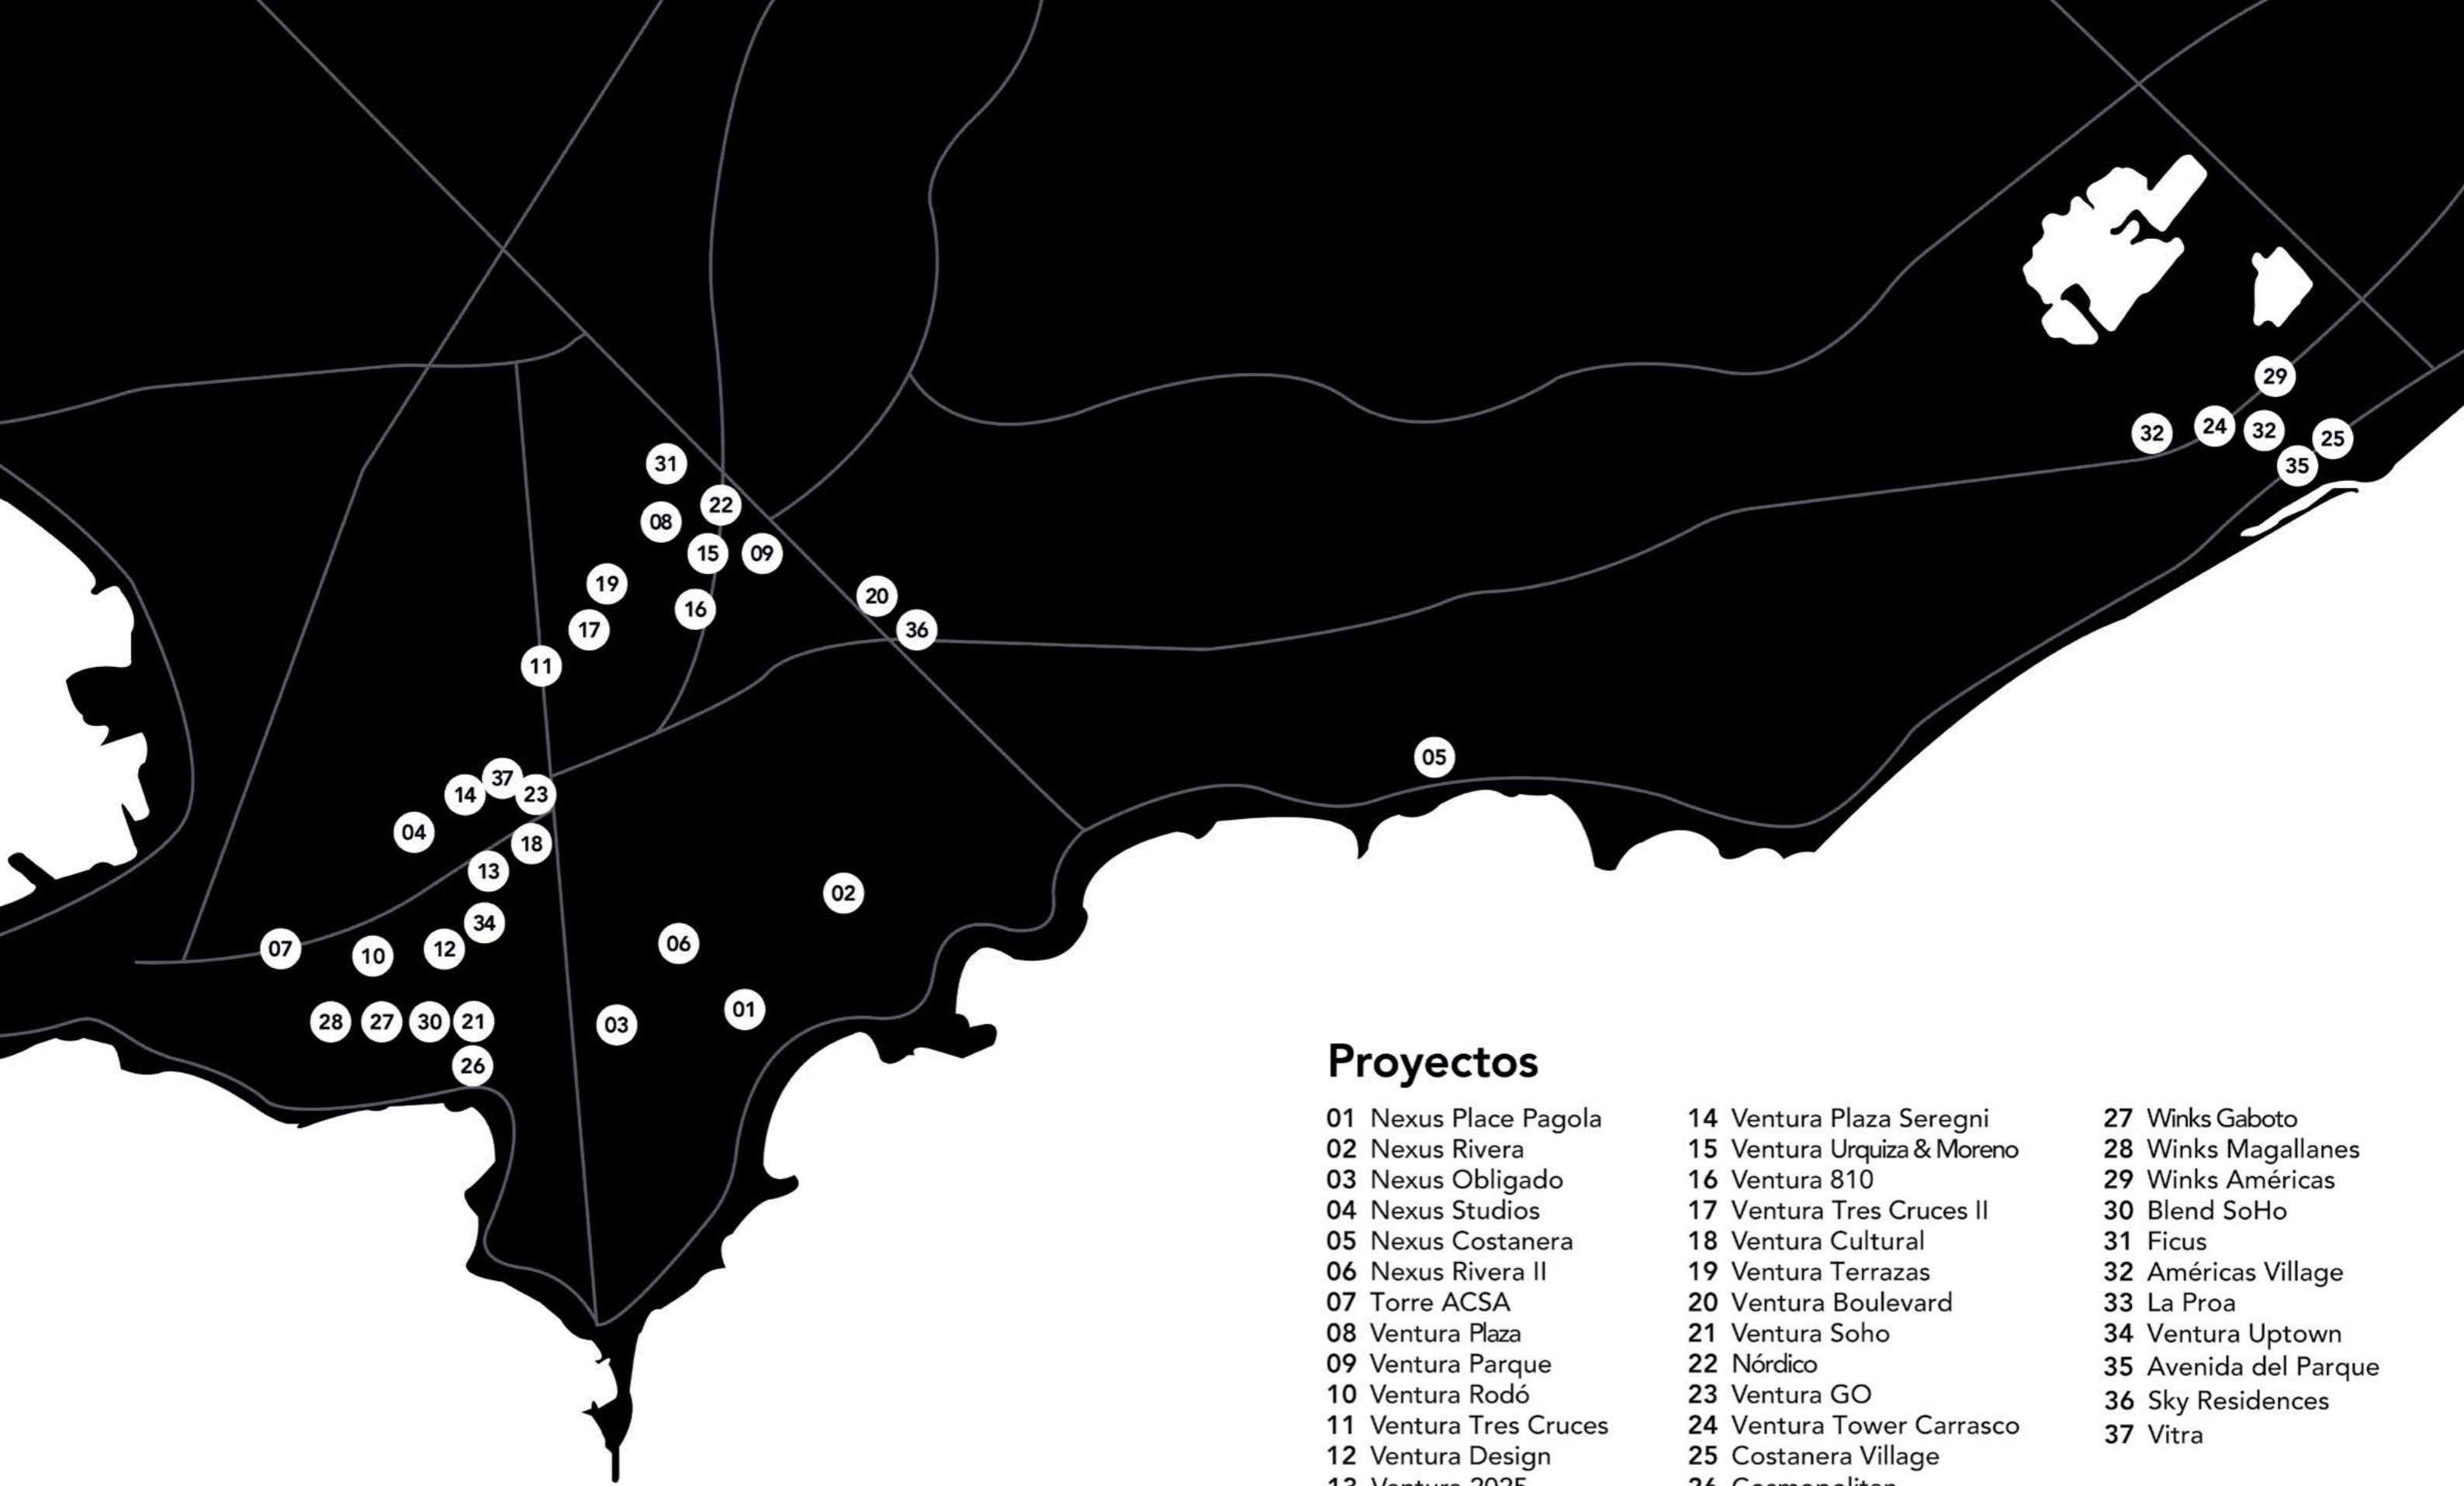 29
32
24
32
25
35
31
22
08
15
09
19
16
20
17
36
11
05
37
14
23
04
18
13
02
34
06
07
10
12
01
28
27
30
21
03
26
Proyectos
01 Nexus Place Pagola
02 Nexus Rivera
03 Nexus Obligado
04 Nexus Studios
05 Nexus Costanera
06 Nexus Rivera II
07 Torre ACSA
08 Ventura Plaza
09 Ventura Parque
10 Ventura Rodó
11 Ventura Tres Cruces
12 Ventura Design
13 Ventura 2025
14 Ventura Plaza Seregni
15 Ventura Urquiza & Moreno
16 Ventura 810
17 Ventura Tres Cruces II
18 Ventura Cultural
19 Ventura Terrazas
20 Ventura Boulevard
21 Ventura Soho
22 Nórdico
23 Ventura GO
24 Ventura Tower Carrasco
25 Costanera Village
26 Cosmopolitan
27 Winks Gaboto
28 Winks Magallanes
29 Winks Américas
30 Blend SoHo
31 Ficus
32 Américas Village
33 La Proa
34 Ventura Uptown
35 Avenida del Parque
36 Sky Residences
37 Vitra